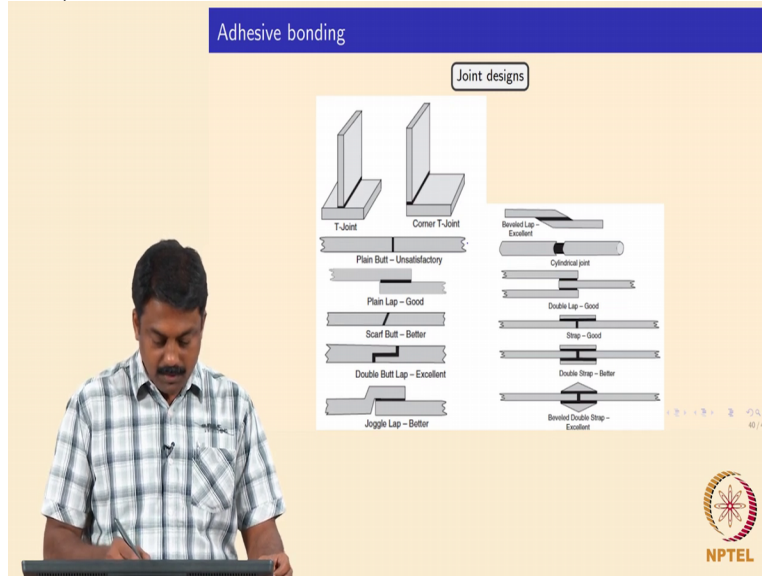 Adhesive bonding
Joint designs
T-Joint
Corner T-Joint
Plain Butt – Unsatisfactory
Plain Lap – Good
Scarf Butt – Better
Double Butt Lap – Excellent
Joggle Lap – Better
Beveled Lap –
Excellent
Cylindrical joint
Double Lap – Good
Strap – Good
Double Strap – Better
Beveled Double Strap –
Excellent
NPTEL